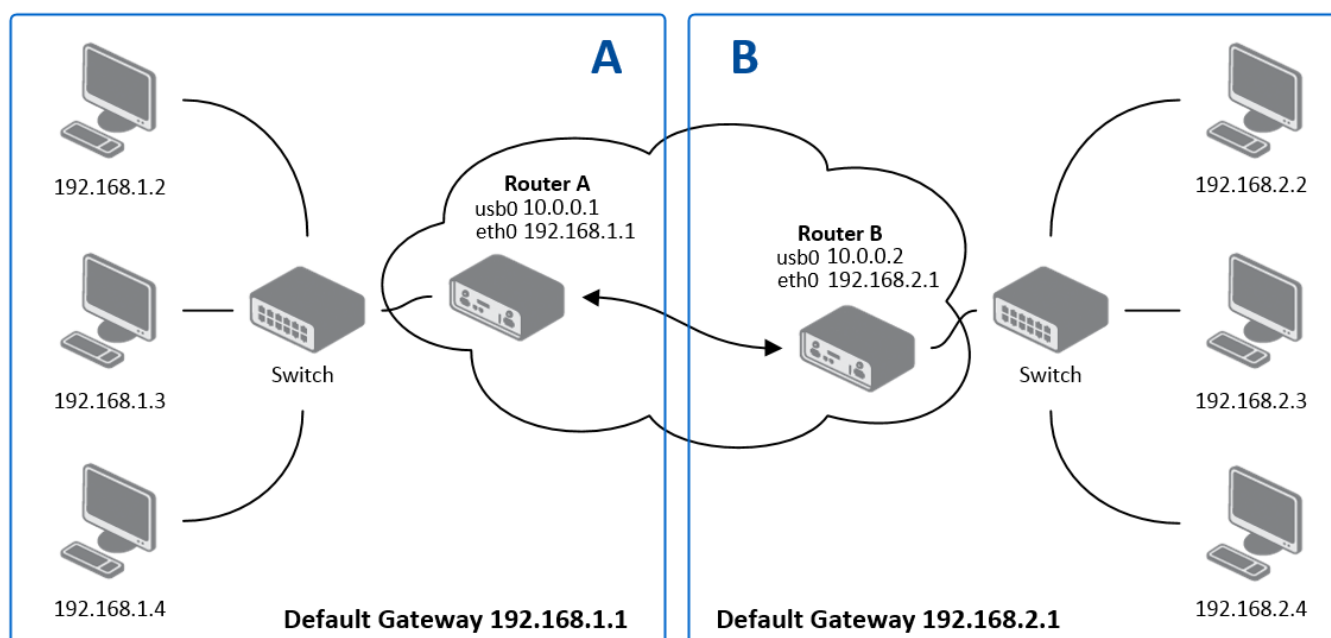 A
B
192.168.1.2
192.168.1.3
192.168.1.4
Switch
Router A
usb0 10.0.0.1
eth0 192.168.1.1
Default Gateway 192.168.1.1
Router B
usb0 10.0.0.2
eth0 192.168.2.1
Switch
192.168.2.2
192.168.2.3
192.168.2.4
Default Gateway 192.168.2.1